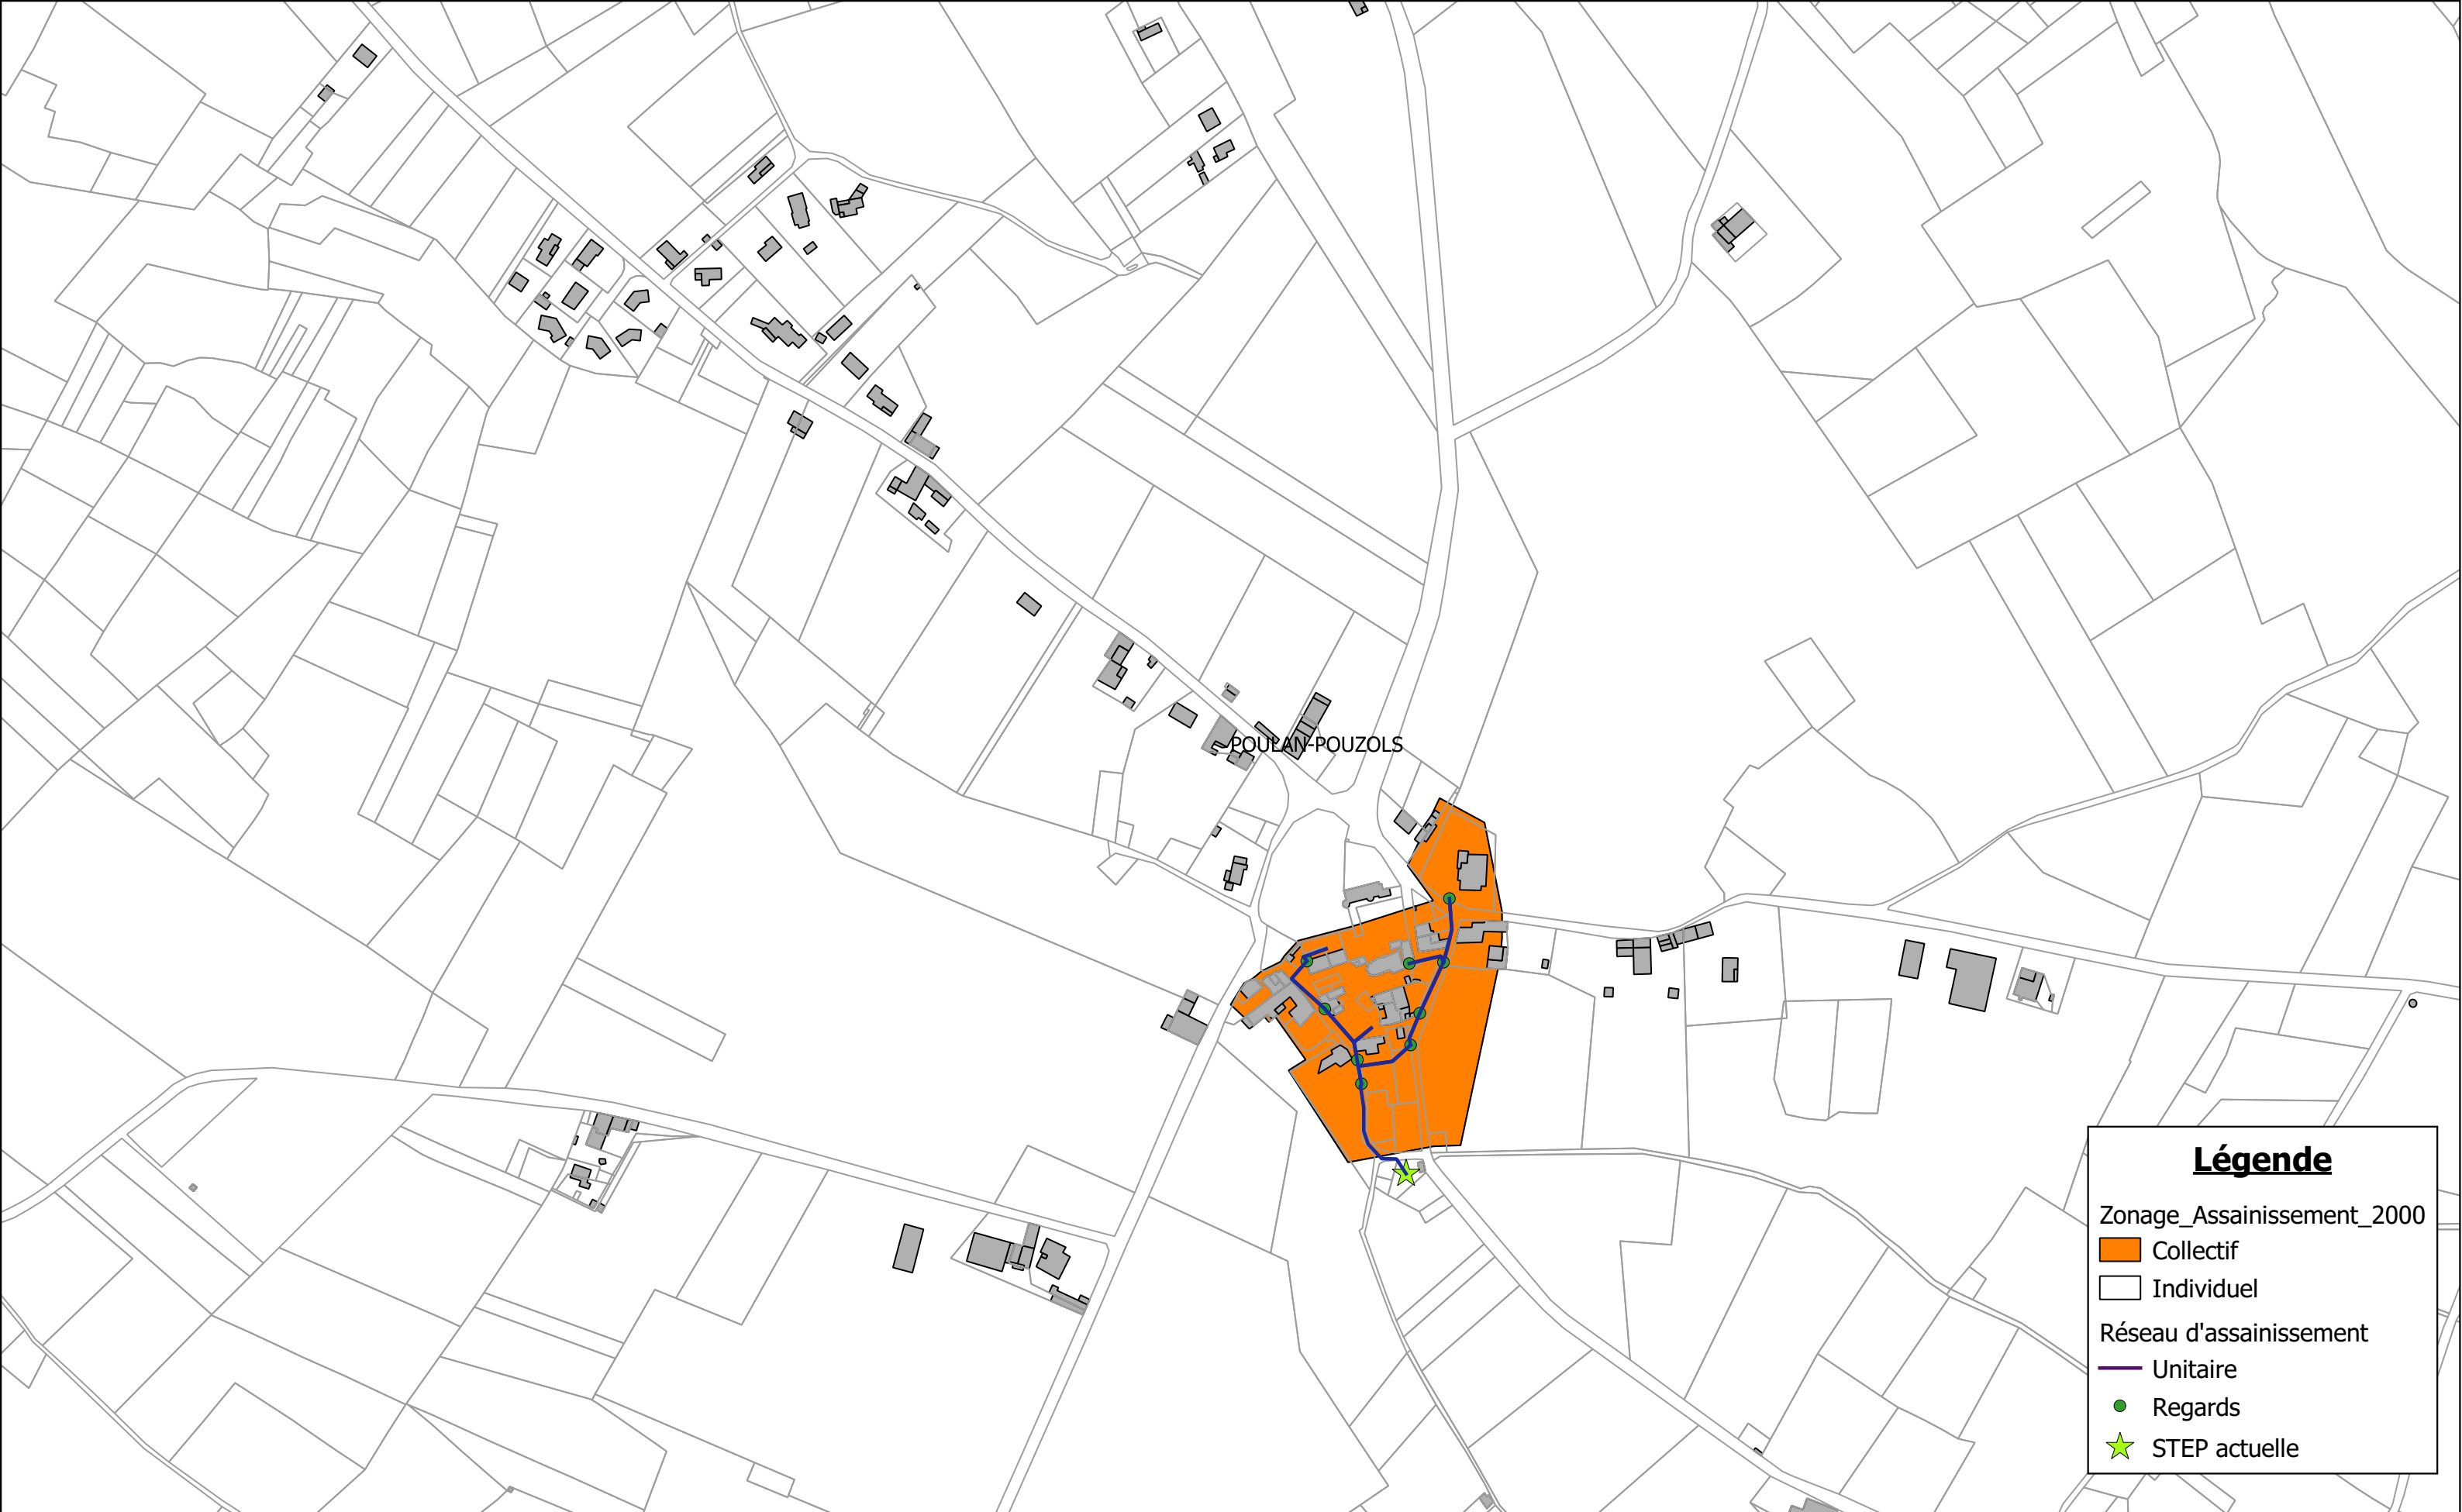 POULAN-POUZOLS
Légende
Zonage_Assainissement_2000
Collectif
Individuel
Réseau d'assainissement
Unitaire
Regards
STEP actuelle